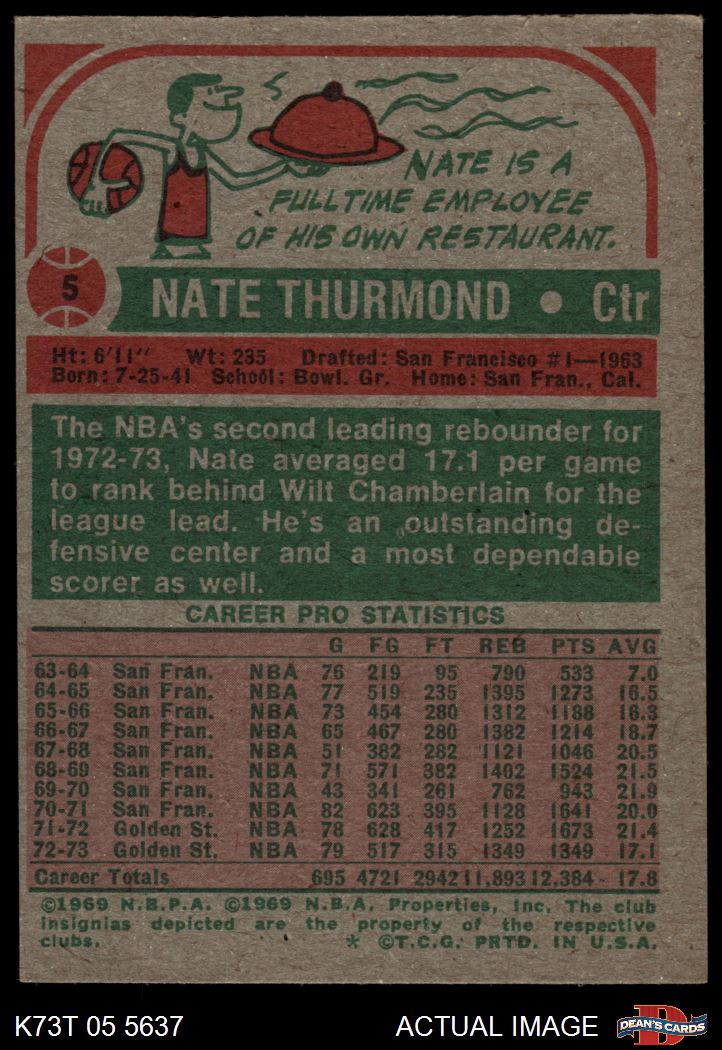 NATE IS A
FULLTIME EMPLOYEE
OF HIS OWN RESTAURANT.
5
NATE THURMOND • Ctr
Ht: 6'11" Wt: 235 Drafted: San Francisco #1—1963
Born: 7-25-41 School: Bowl. Gr. Home: San Fran., Cal.
The NBA's second leading rebounder for
1972-73, Nate averaged 17.1 per game
to rank behind Wilt Chamberlain for the
league lead. He's an outstanding de-
fensive center and a most dependable
scorer as well.
CAREER PRO STATISTICS
G FG FT REB PTS AVG
63-64 San Fran. NBA 76 219 95 790 533 7.0
64-65 San Fran. NBA 77 519 235 1395 1273 16.5
65-66 San Fran. NBA 73 454 280 1312 1188 16.3
66-67 San Fran. NBA 65 467 280 1382 1214 18.7
67-68 San Fran. NBA 51 382 282 1121 1046 20.5
68-69 San Fran. NBA 71 571 382 1402 1524 21.5
69-70 San Fran. NBA 43 341 261 762 943 21.9
70-71 San Fran. NBA 82 623 395 1128 1641 20.0
71-72 Golden St. NBA 78 628 417 1252 1673 21.4
72-73 Golden St. NBA 79 517 315 1349 1349 17.1
Career Totals 695 4721 2942 11,893 12,384 17.8
©1969 N.B.P.A. ©1969 N.B.A. Properties, Inc. The club
insignias depicted are the property of the respective
clubs. * ©T.C.G. PRTD. IN U.S.A.
K73T 05 5637 ACTUAL IMAGE
D
DEAN'S CARDS